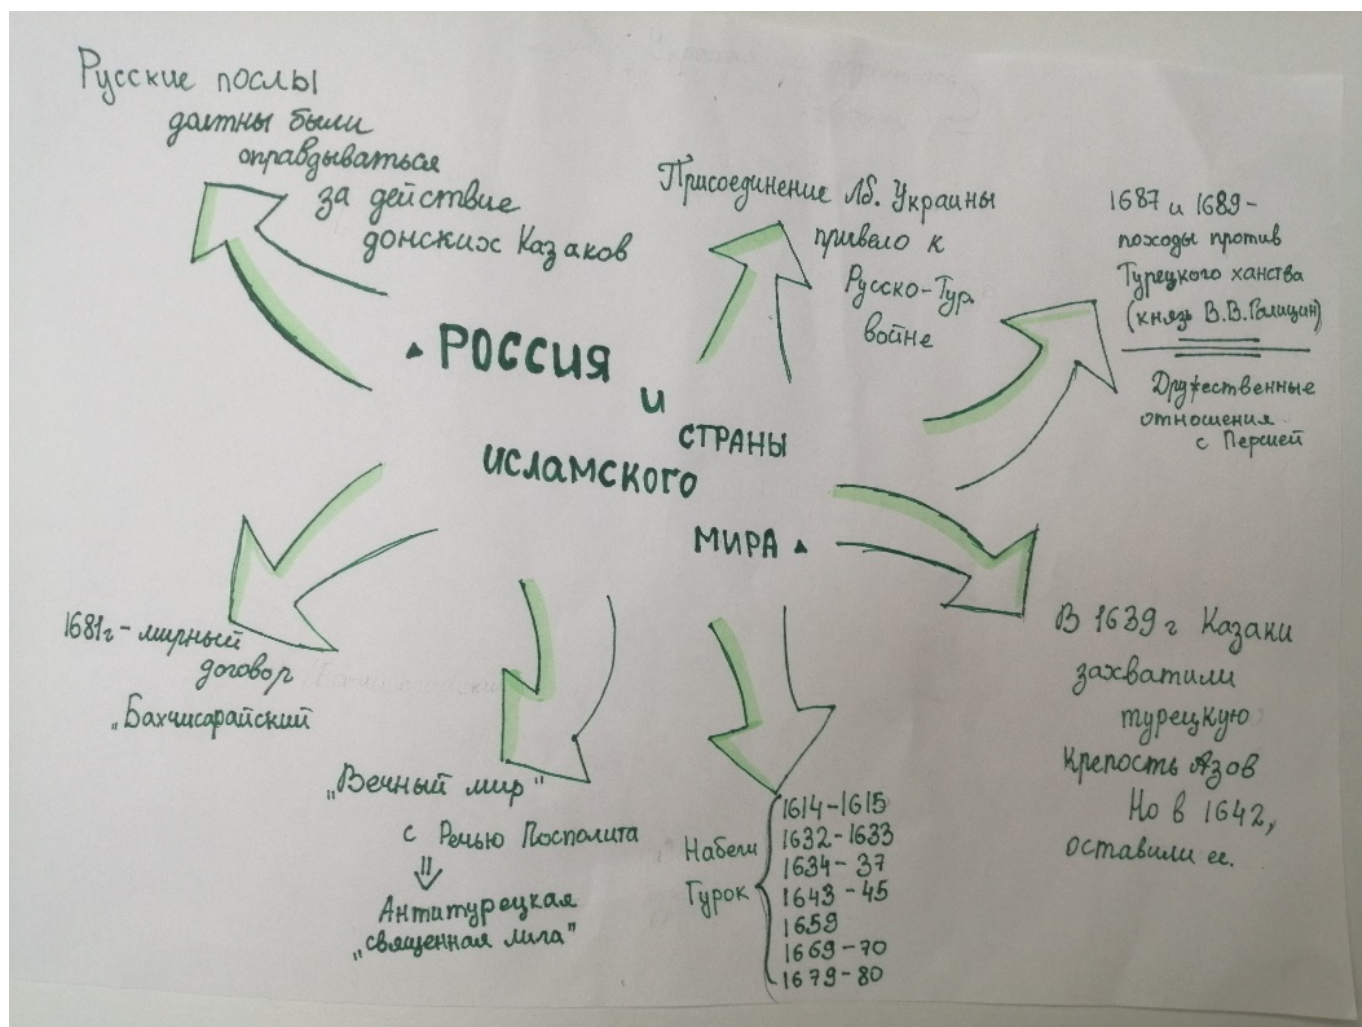 Русские послы
должны были
оправдываться
за действие
донских Казаков
Присоединение Лб. Украины
привело к
Русско-Тур.
войне
1687 и 1689-
походы против
Турецкого ханства
(князь В.В.Голицин)
Дружественные
отношения
с Персией
РОССИЯ
и
СТРАНЫ
ИСЛАМСКОГО
МИРА
1681г-мирный
договор
„Бахчисарайский
„Вечный мир"
с Речью Посполита
Антитурецкая
„священная лига"
Набеги
Турок
1614-1615
1632-1633
1634-37
1643-45
1659
1669-70
1679-80
В 1639г Казаки
захватили
турецкую
Крепость Азов
Но в 1642,
оставили ее.